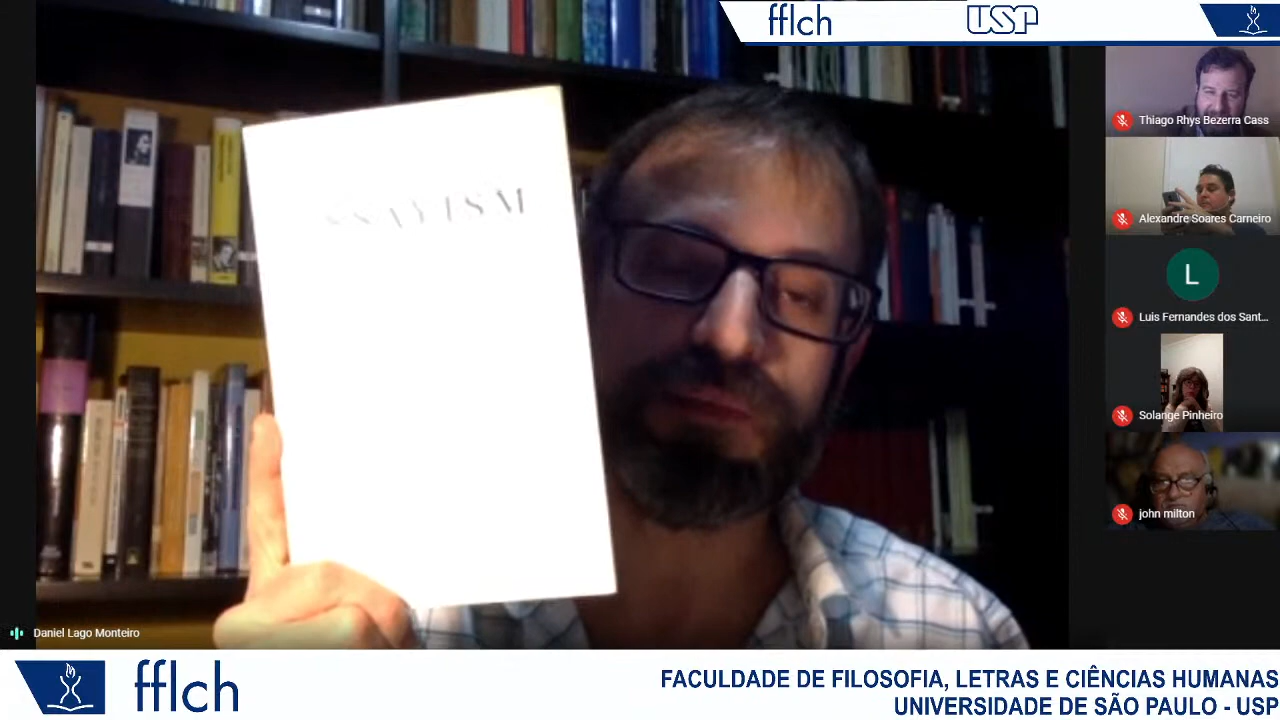 fflch
USP
Thiago Rhys Bezerra Cass
Alexandre Soares Carneiro
L
Luis Fernandes dos Sant...
Solange Pinheiro
john milton
SSAYISM
Daniel Lago Monteiro
fflch
FACULDADE DE FILOSOFIA, LETRAS E CIÊNCIAS HUMANAS
UNIVERSIDADE DE SÃO PAULO - USP